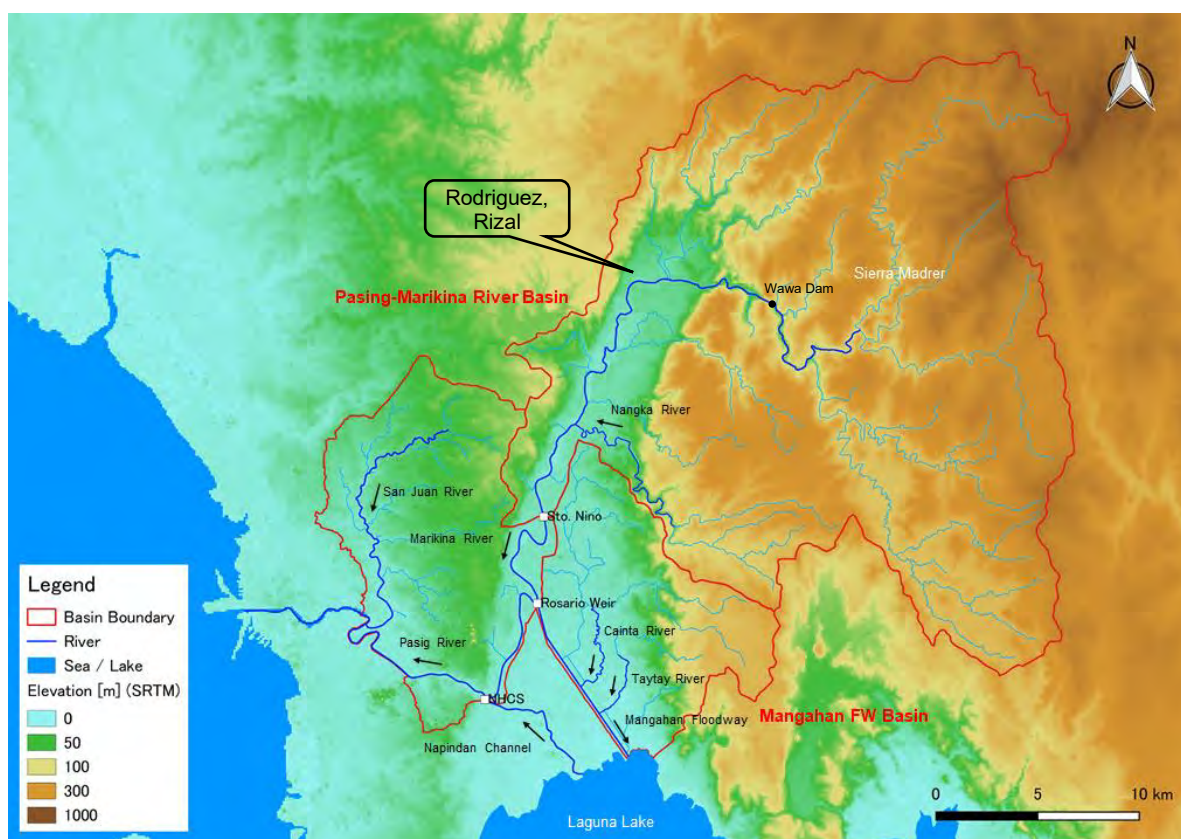 N
Rodriguez,
Rizal
Sierra Madrer
Pasing-Marikina River Basin
Wawa Dam
Nangka River
San Juan River
Sto. Nino
Marikina River
Rosario Weir
Cainta River
Pasig River
Taytay River
NHCS
Mangahan Floodway
Mangahan FW Basin
Napindan Channel
Laguna Lake
Legend
Basin Boundary
River
Sea / Lake
Elevation [m] (SRTM)
0
50
100
300
1000
0 5 10 km